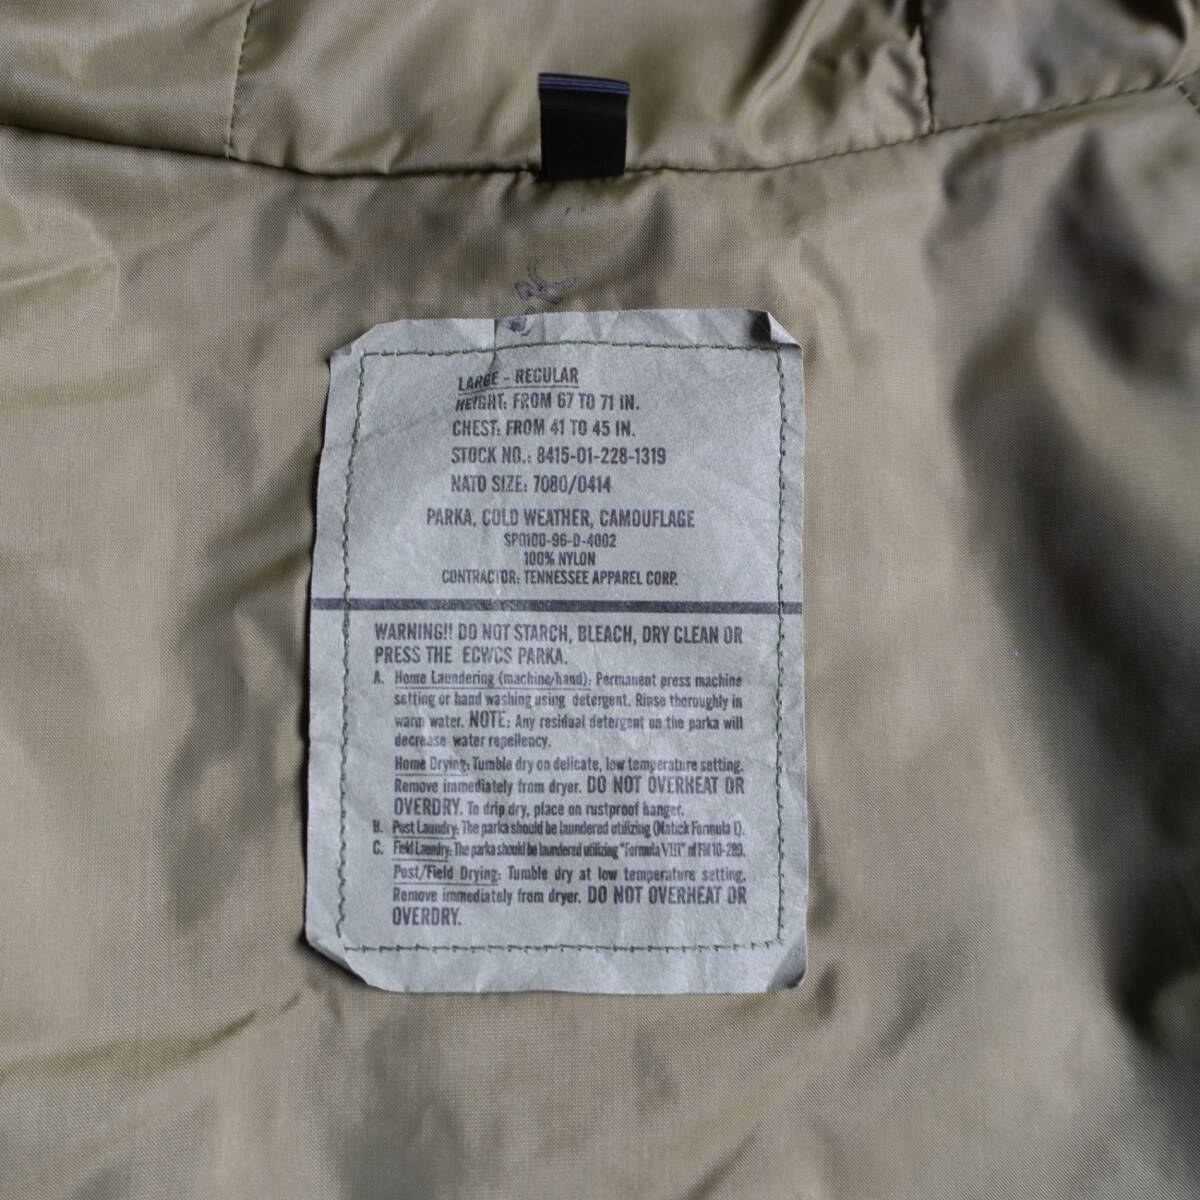 LARGE - REGULAR
HEIGHT: FROM 67 TO 71 IN.
CHEST: FROM 41 TO 45 IN.
STOCK NO.: 8415-01-228-1319
NATO SIZE: 7080/0414
PARKA, COLD WEATHER, CAMOUFLAGE
SP0100-96-D-4002
100% NYLON
CONTRACTOR: TENNESSEE APPAREL CORP.
WARNING!! DO NOT STARCH, BLEACH, DRY CLEAN OR
PRESS THE ECWCS PARKA.
A. Home Laundering (machine/hand): Permanent press machine
setting or hand washing using detergent. Rinse thoroughly in
warm water. NOTE: Any residual detergent on the parka will
decrease water repellency.
Home Drying: Tumble dry on delicate, low temperature setting.
Remove immediately from dryer. DO NOT OVERHEAT OR
OVERDRY. To drip dry, place on rustproof hanger.
B. Post Laundry: The parka should be laundered utilizing (Natick Formula I).
C. Field Laundry: The parka should be laundered utilizing "Formula VIII" of FM 10-280.
Post/Field Drying: Tumble dry at low temperature setting.
Remove immediately from dryer. DO NOT OVERHEAT OR
OVERDRY.